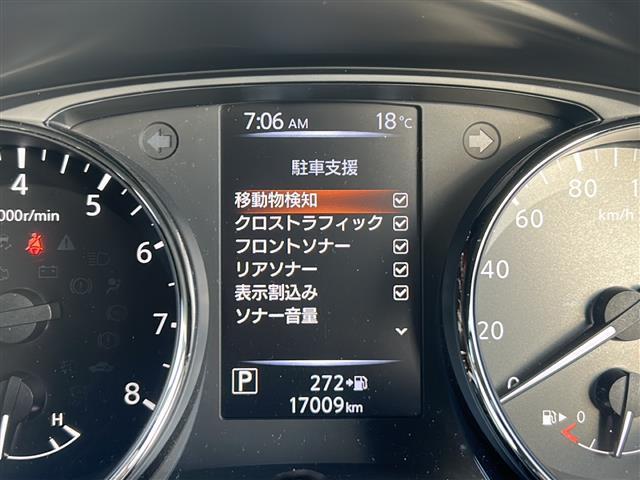 7:06 AM 18℃
駐車支援
移動物検知
クロストラフィック
フロントソナー
リアソナー
表示割込み
ソナー音量
P 272
17009km
4
5
000r/min
6
7
8
H
80
60
km/h
40
20
0
0